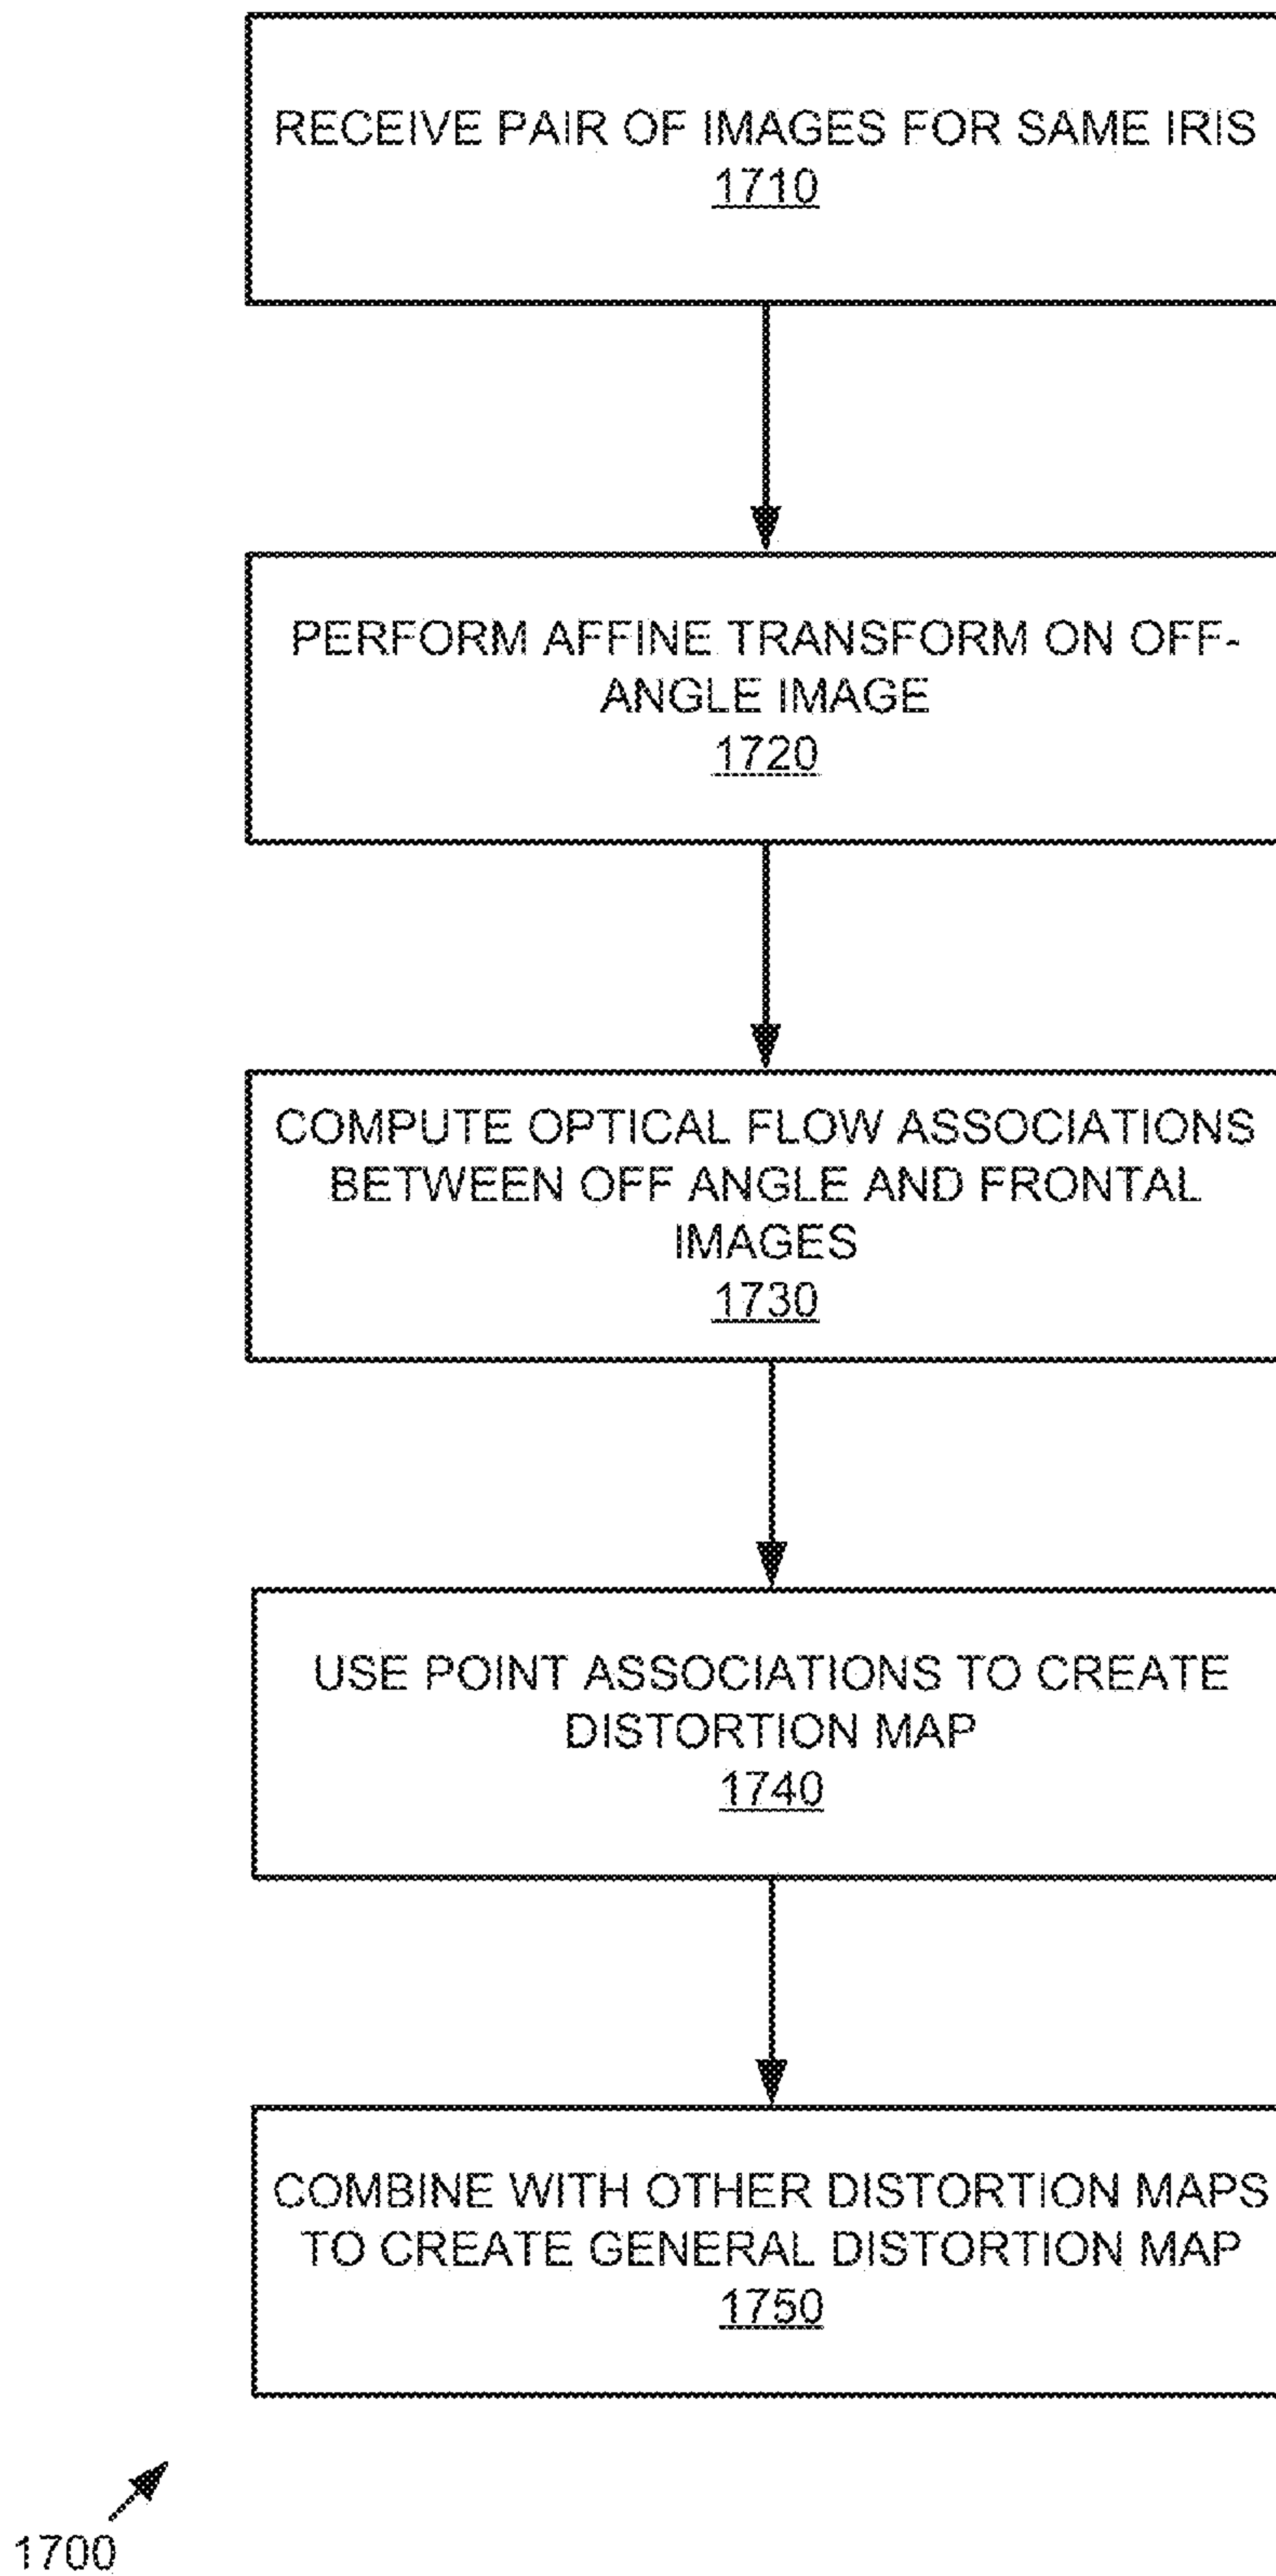 RECEIVE PAIR OF IMAGES FOR SAME IRIS
1710
PERFORM AFFINE TRANSFORM ON OFF-
ANGLE IMAGE
1720
COMPUTE OPTICAL FLOW ASSOCIATIONS
BETWEEN OFF ANGLE AND FRONTAL
IMAGES
1730
USE POINT ASSOCIATIONS TO CREATE
DISTORTION MAP
1740
COMBINE WITH OTHER DISTORTION MAPS
TO CREATE GENERAL DISTORTION MAP
1750
1700